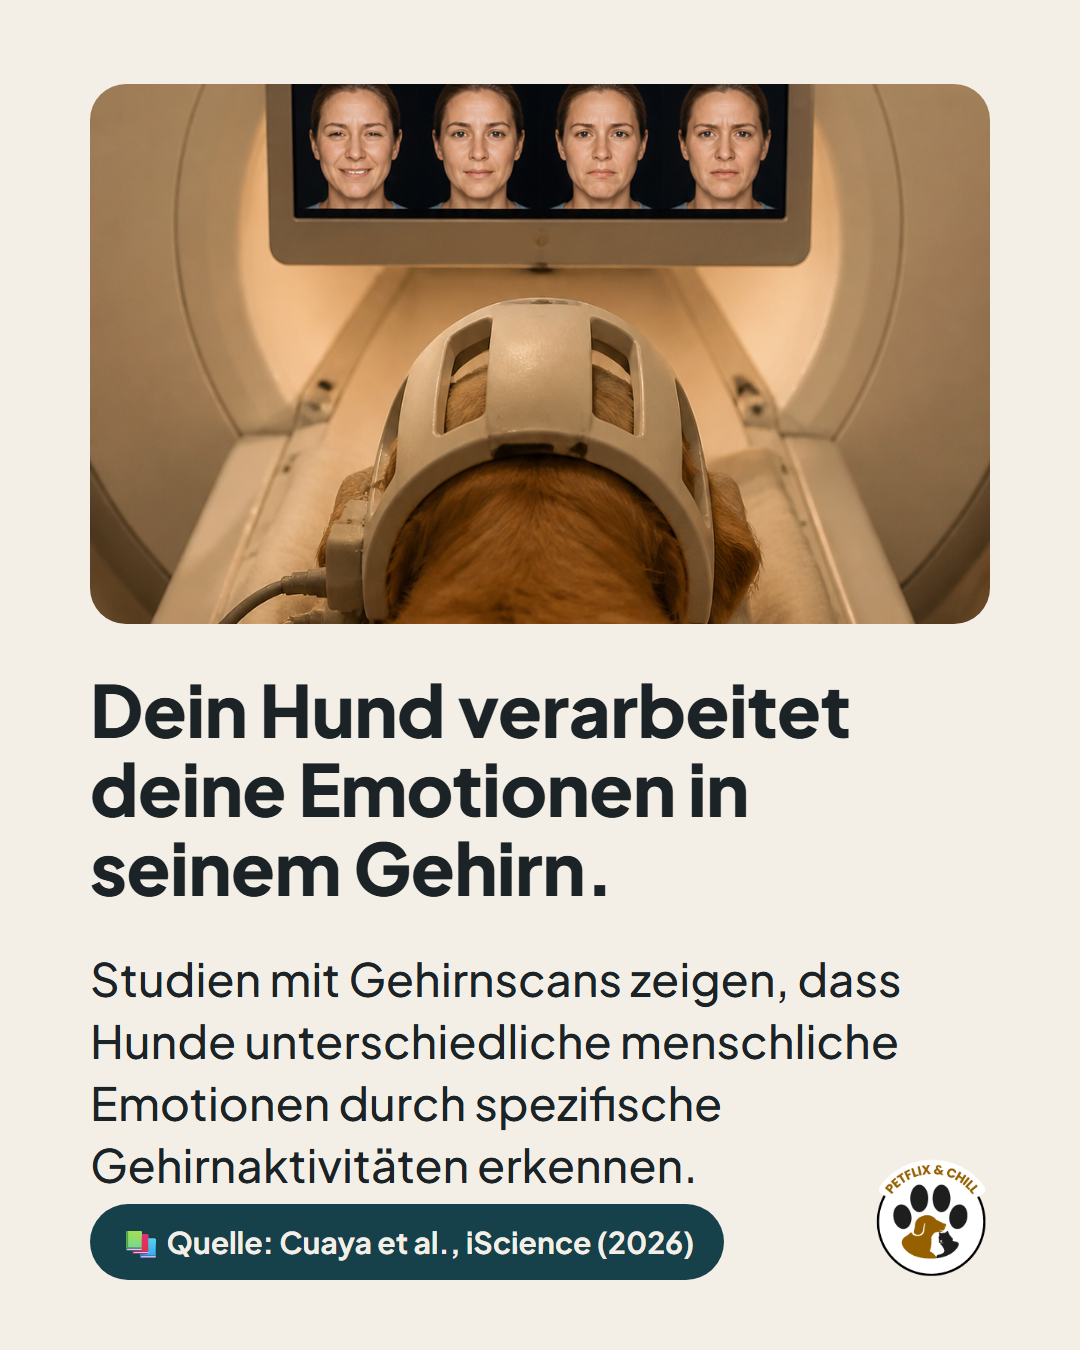 Dein Hund verarbeitet
deine Emotionen in
seinem Gehirn.
Studien mit Gehirnscans zeigen, dass
Hunde unterschiedliche menschliche
Emotionen durch spezifische
Gehirnaktivitäten erkennen.
📚 Quelle: Cuaya et al., iScience (2026)
PETFLIX & CHILL